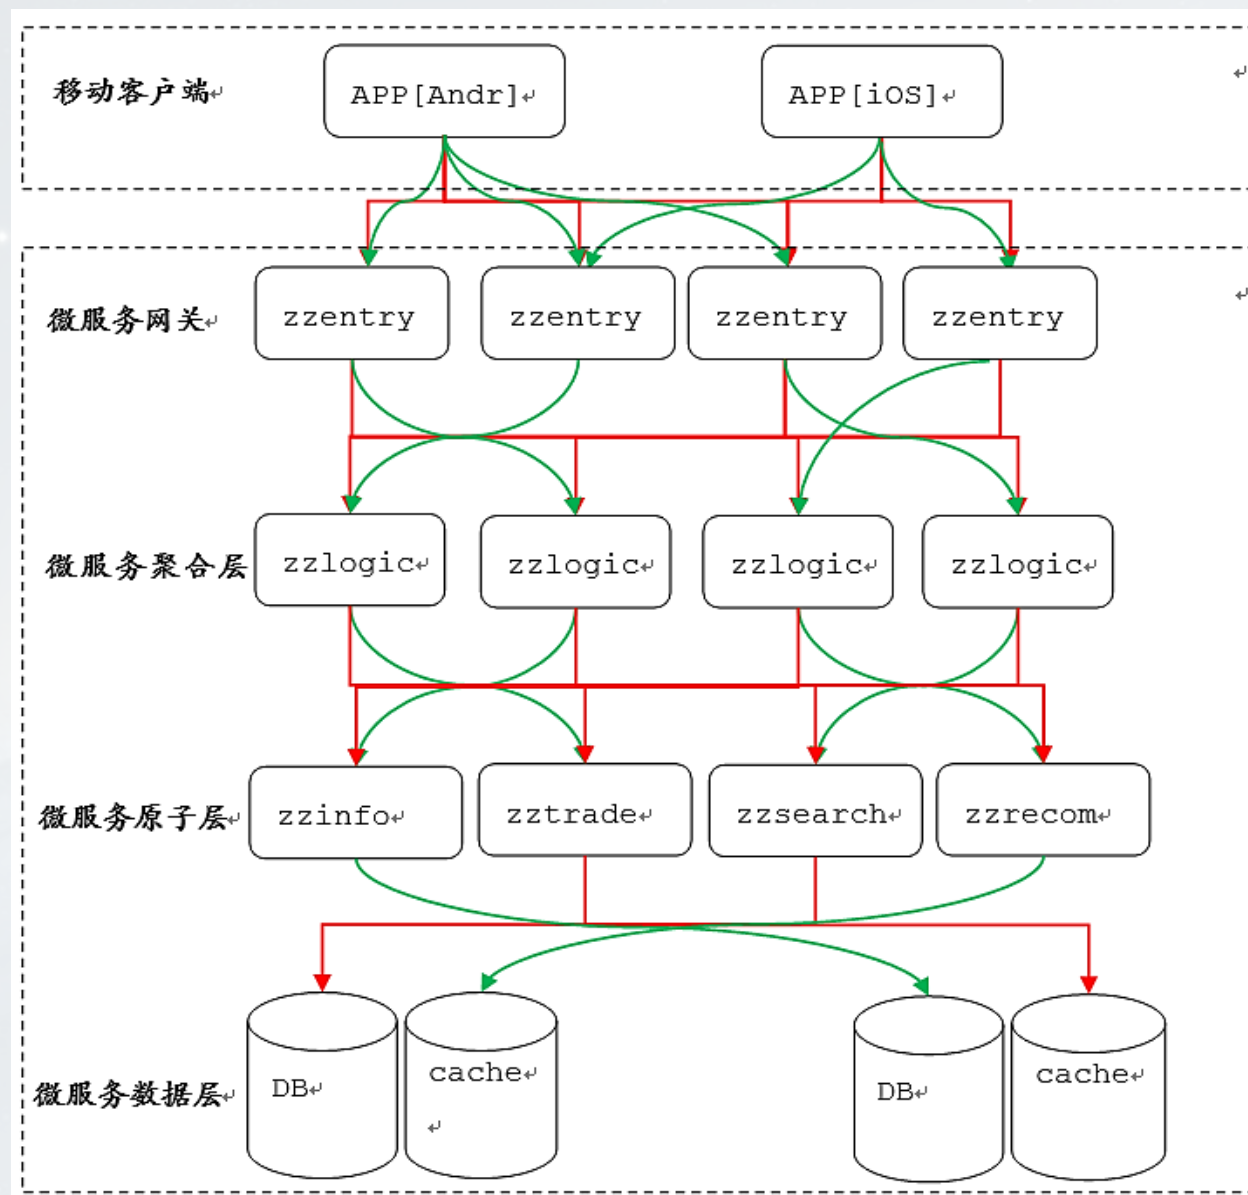 移动客户端
APP[Andr]
APP[iOS]
微服务网关
zzentry
zzentry
zzentry
zzentry
微服务聚合层
zzlogic
zzlogic
zzlogic
zzlogic
微服务原子层
zzinfo
zztrade
zzsearch
zzrecom
微服务数据层
DB
cache
DB
cache